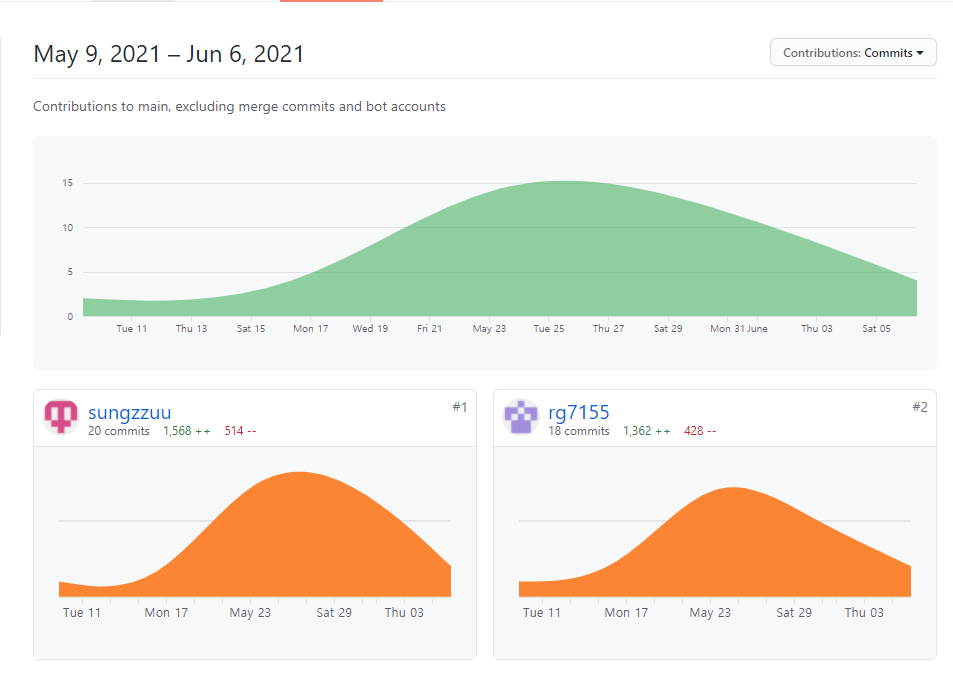 May 9, 2021 – Jun 6, 2021
Contributions: Commits
Contributions to main, excluding merge commits and bot accounts
15
10
5
0
Tue 11 Thu 13 Sat 15 Mon 17 Wed 19 Fri 21 May 23 Tue 25 Thu 27 Sat 29 Mon 31 June Thu 03 Sat 05
sungzzuu #1
20 commits 1,568 ++ 514 --
Tue 11 Mon 17 May 23 Sat 29 Thu 03
rg7155 #2
18 commits 1,362 ++ 428 --
Tue 11 Mon 17 May 23 Sat 29 Thu 03